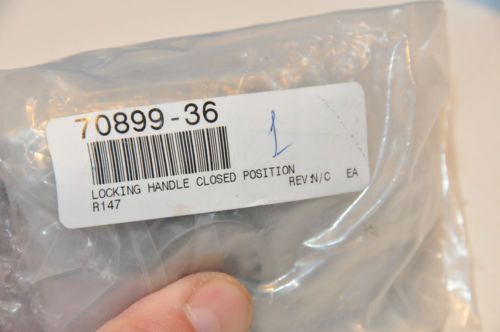 70899-36 1
LOCKING HANDLE CLOSED POSITION
R147 REV:N/C EA